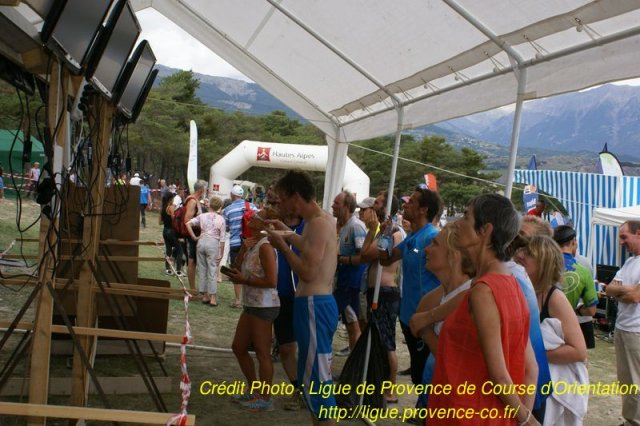 Hautes Alpes
Crédit Photo : Ligue de Provence de Course d'Orientation
http://ligue.provence-co.fr/